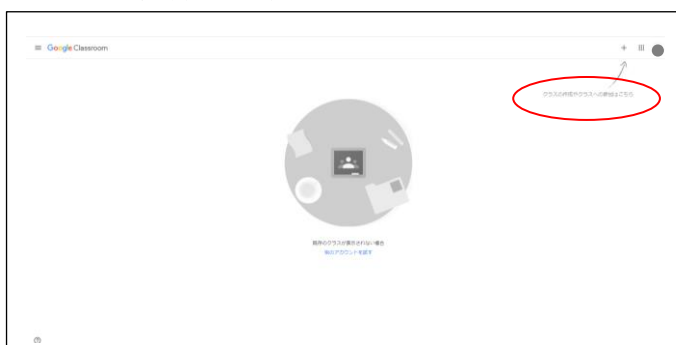 Google Classroom
クラスの作成やクラスへの参加はこちら
既存のクラスが表示されない場合
別のアカウントを試す